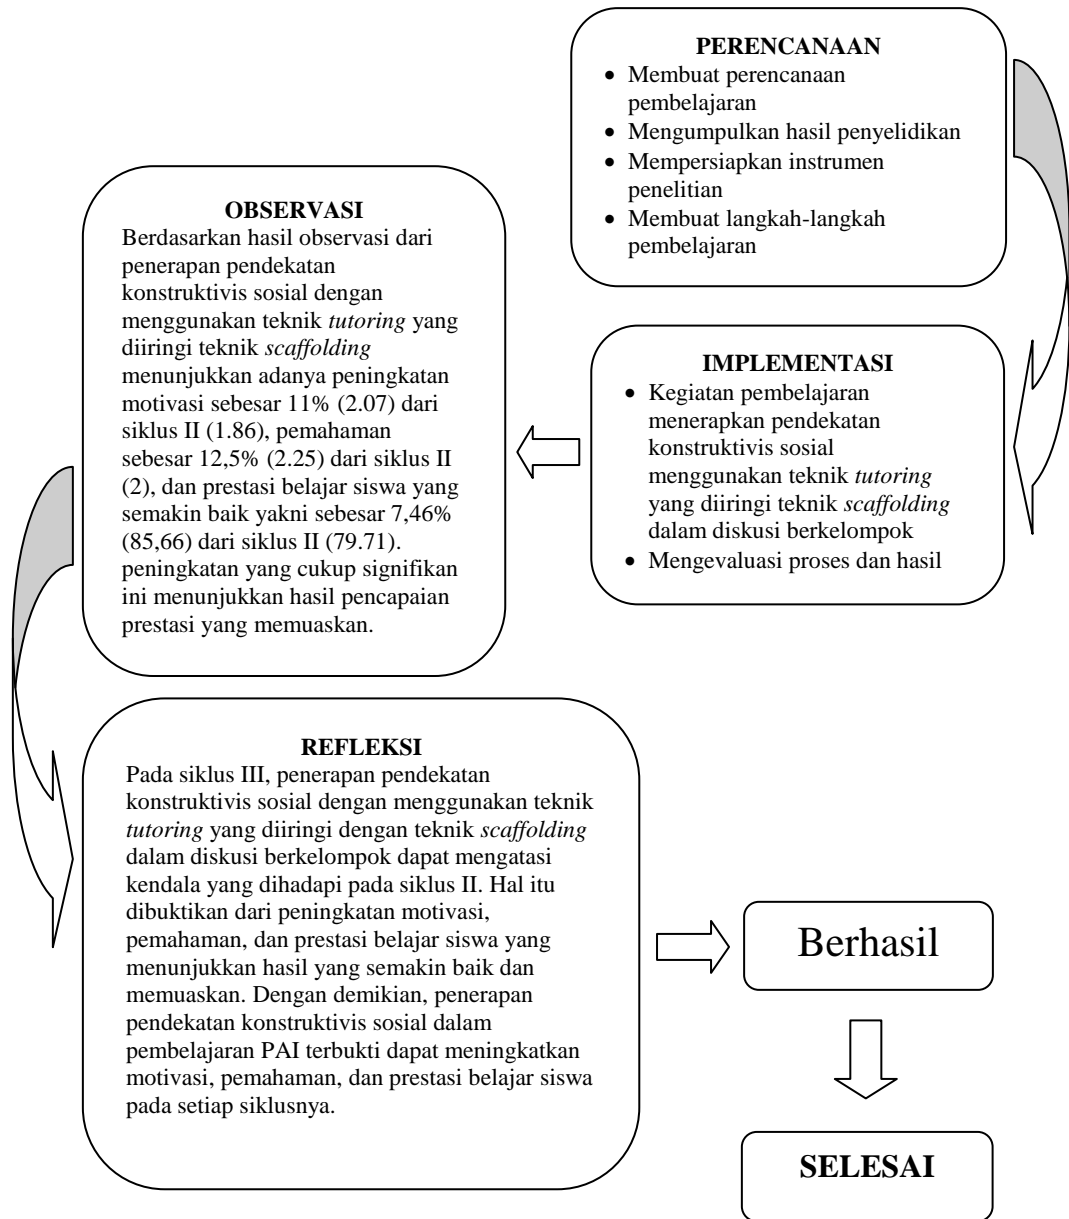 PERENCANAAN
• Membuat perencanaan
pembelajaran
• Mengumpulkan hasil penyelidikan
• Mempersiapkan instrumen
penelitian
• Membuat langkah-langkah
pembelajaran
IMPLEMENTASI
• Kegiatan pembelajaran
menerapkan pendekatan
konstruktivis sosial
menggunakan teknik tutoring
yang diiringi teknik scaffolding
dalam diskusi berkelompok
• Mengevaluasi proses dan hasil
OBSERVASI
Berdasarkan hasil observasi dari
penerapan pendekatan
konstruktivis sosial dengan
menggunakan teknik tutoring yang
diiringi teknik scaffolding
menunjukkan adanya peningkatan
motivasi sebesar 11% (2.07) dari
siklus II (1.86), pemahaman
sebesar 12,5% (2.25) dari siklus II
(2), dan prestasi belajar siswa yang
semakin baik yakni sebesar 7,46%
(85,66) dari siklus II (79.71).
peningkatan yang cukup signifikan
ini menunjukkan hasil pencapaian
prestasi yang memuaskan.
REFLEKSI
Pada siklus III, penerapan pendekatan
konstruktivis sosial dengan menggunakan teknik
tutoring yang diiringi dengan teknik scaffolding
dalam diskusi berkelompok dapat mengatasi
kendala yang dihadapi pada siklus II. Hal itu
dibuktikan dari peningkatan motivasi,
pemahaman, dan prestasi belajar siswa yang
menunjukkan hasil yang semakin baik dan
memuaskan. Dengan demikian, penerapan
pendekatan konstruktivis sosial dalam
pembelajaran PAI terbukti dapat meningkatkan
motivasi, pemahaman, dan prestasi belajar siswa
pada setiap siklusnya.
Berhasil
SELESAI